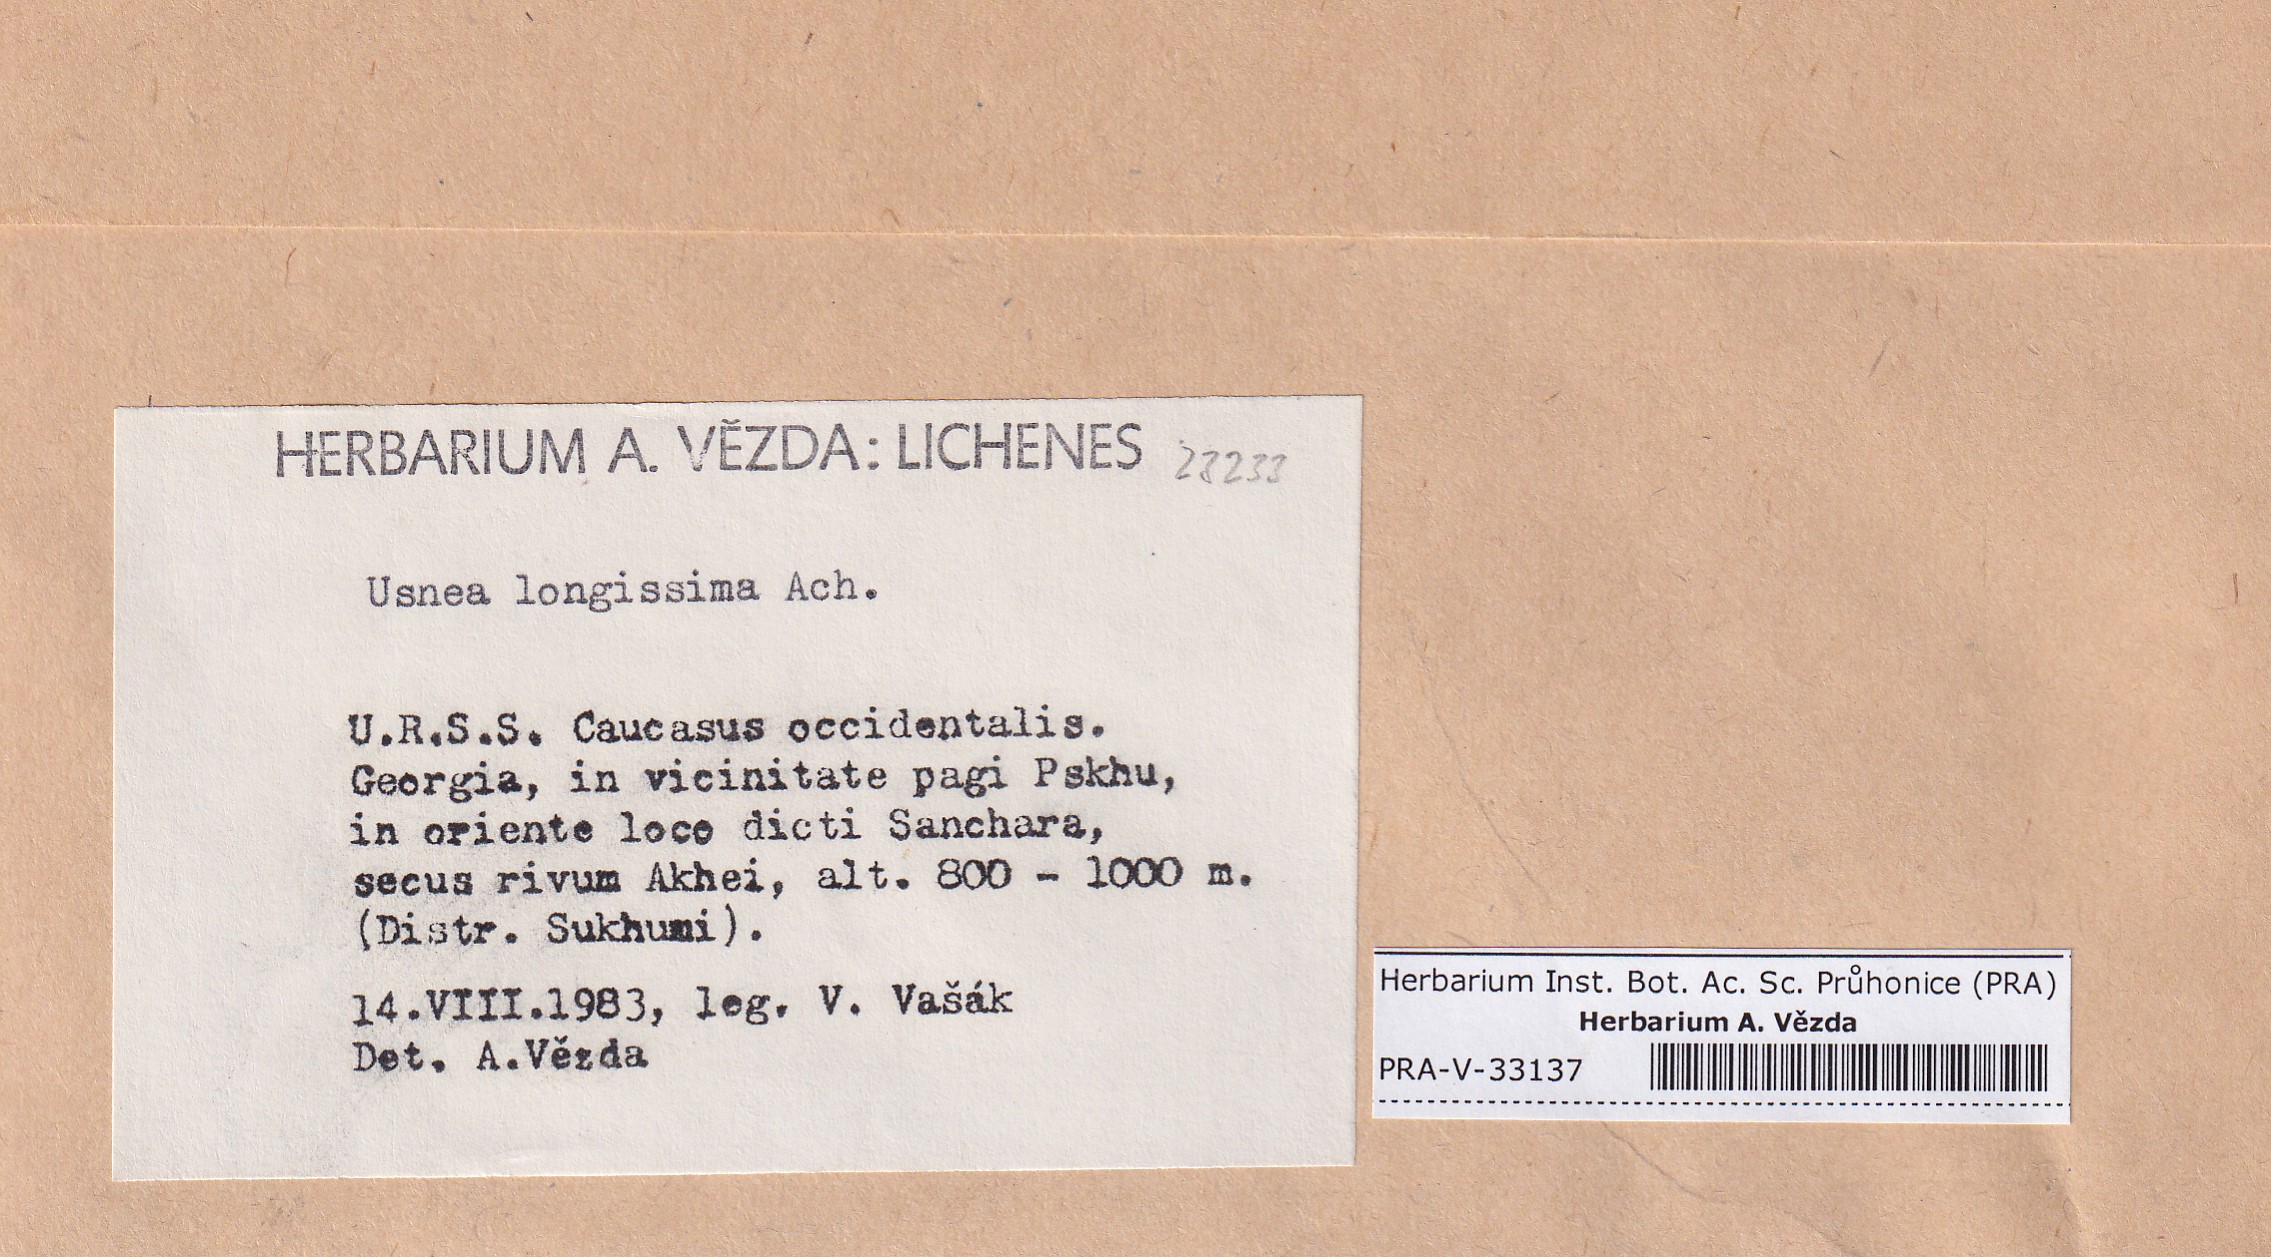 HERBARIUM A. VĚZDA: LICHENES 23233
Usnea longissima Ach.
U.R.S.S. Caucasus occidentalis.
Georgia, in vicinitate pagi Pskhu,
in oriente loco dicti Sanchara,
secus rivum Akhei, alt. 800 - 1000 m.
(Distr. Sukhumi).
14.VIII.1983, leg. V. Vašák
Det. A.Vězda
Herbarium Inst. Bot. Ac. Sc. Průhonice (PRA)
Herbarium A. Vězda
PRA-V-33137